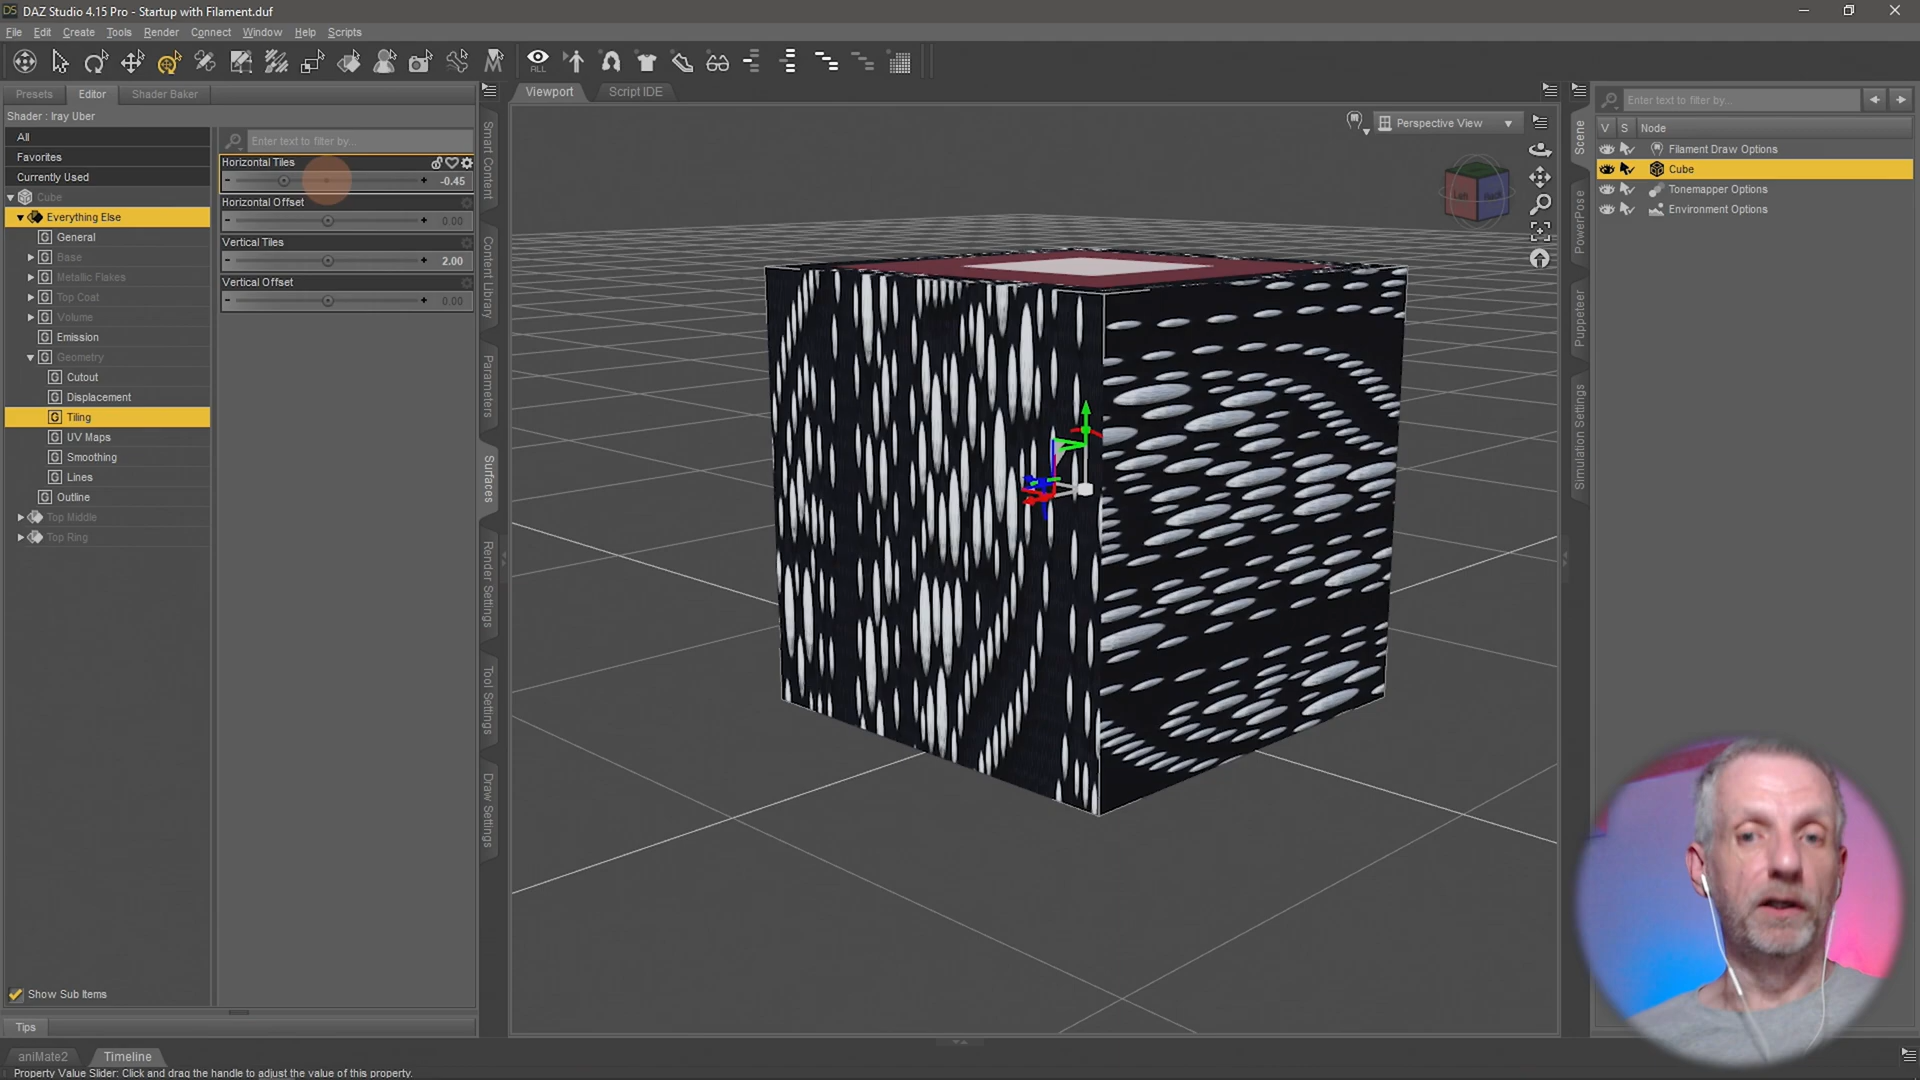 DAZ Studio 4.15 Pro - Startup with Filament.duf
File Edit Create Tools Render Connect Window Help Scripts
ALL
Presets Editor Shader Baker
Shader : Iray Uber
All
Favorites
Currently Used
Cube
Everything Else
General
Base
Metallic Flakes
Top Coat
Volume
Emission
Geometry
Cutout
Displacement
Tiling
UV Maps
Smoothing
Lines
Outline
Top Middle
Top Ring
Show Sub Items
Tips
Enter text to filter by...
Horizontal Tiles
-0.45
Horizontal Offset
0.00
Vertical Tiles
2.00
Vertical Offset
0.00
Smart Content
Content Library
Parameters
Surfaces
Render Settings
Tool Settings
Draw Settings
Viewport Script IDE
Perspective View
Left
Back
Scene
PowerPose
Puppeteer
Simulation Settings
Enter text to filter by...
V S Node
Filament Draw Options
Cube
Tonemapper Options
Environment Options
aniMate2 Timeline
Property Value Slider: Click and drag the handle to adjust the value of this property.